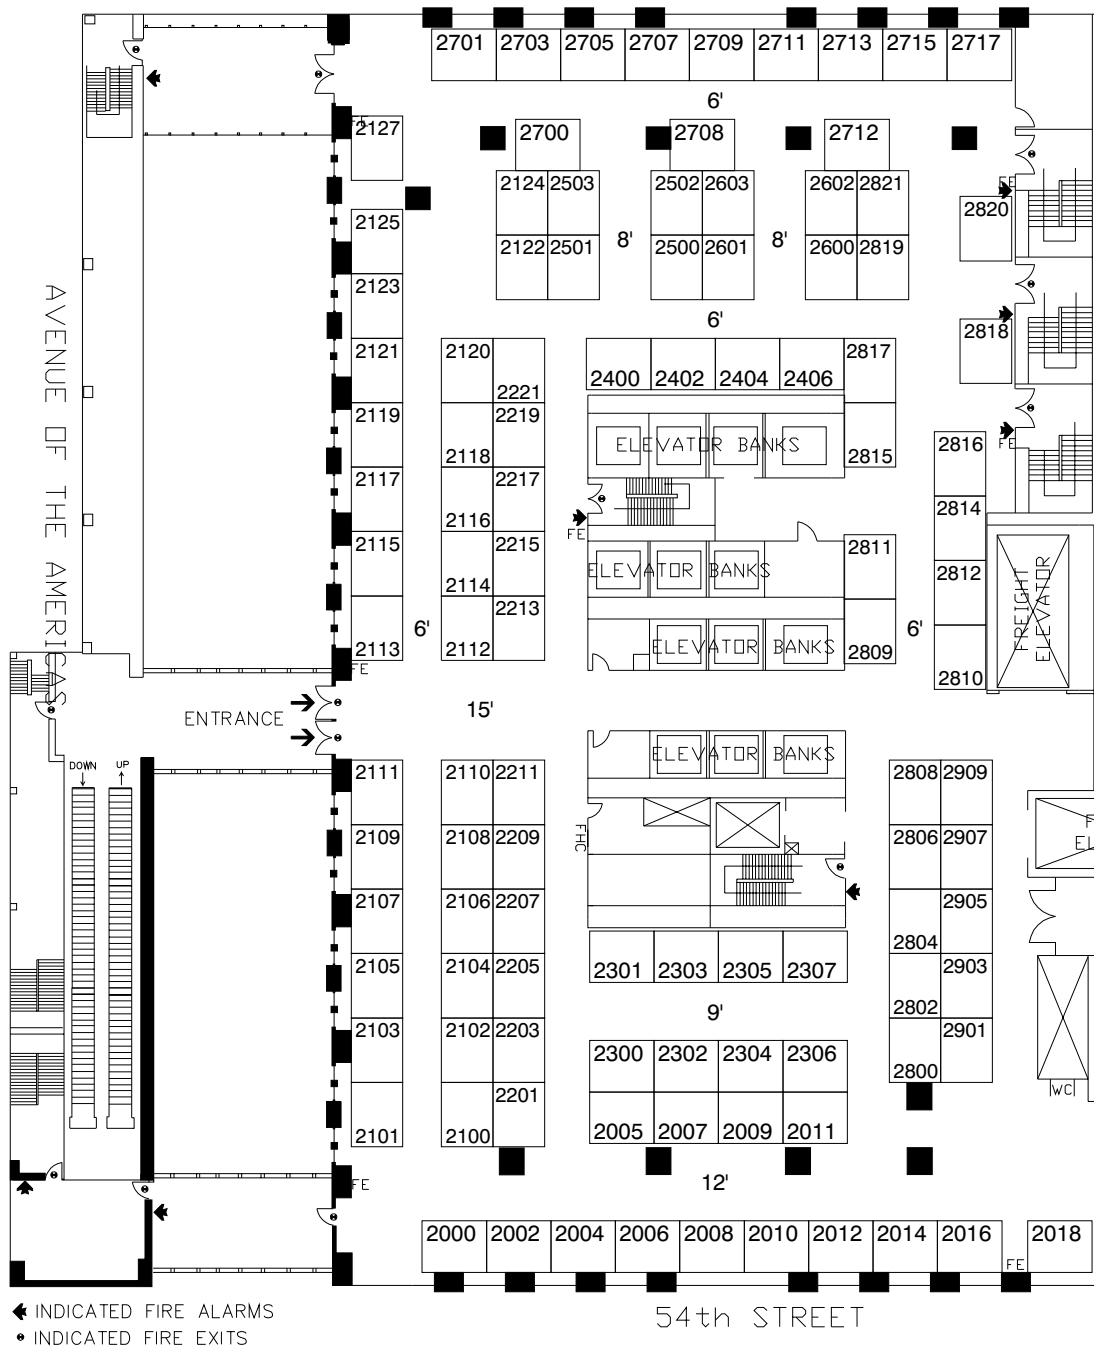 2701 2703 2705 2707 2709 2711 2713 2715 2717
6'
FE
2127 2700 2708 2712
2124 2503 2502 2603 2602 2821
FE
2820
2125
2122 2501 8' 2500 2601 8' 2600 2819
2123
6'
2818
2121 2120 2817
2221 2400 2402 2404 2406
2119 2219
ELEVATOR BANKS
FE
2118 2815 2816
2117 2217
2116 2814
FE
2115 2215 2811
ELEVATOR BANKS
2114 2812
2213
FREIGHT
ELEVATOR
6' 6'
2113 2112 ELEVATOR BANKS 2809
FE
2810
AVENUE OF THE AMERICAS
ENTRANCE
15'
DOWN UP
ELEVATOR BANKS
2111 2110 2211 2808 2909
2109 2108 2209 2806 2907
FHC
F
EL
2107 2106 2207 2905
2804
2105 2104 2205 2903
2301 2303 2305 2307
2802
9'
2103 2102 2203 2901
2300 2302 2304 2306
2800
2201
WC
2101 2100 2005 2007 2009 2011
FE
12'
2000 2002 2004 2006 2008 2010 2012 2014 2016 2018
FE
INDICATED FIRE ALARMS
54th STREET
INDICATED FIRE EXITS